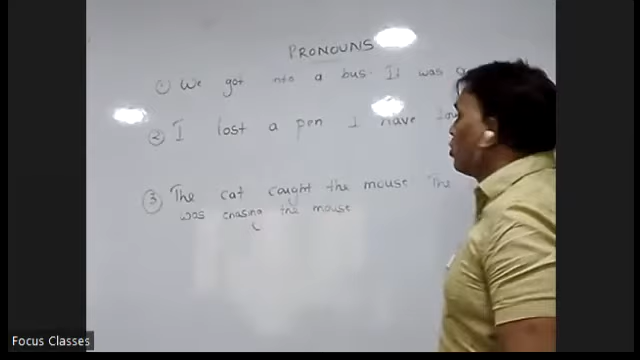 PRONOUNS
① We got into a bus. It was
② I lost a pen I have
③ The cat caught the mouse The
was chasing the mouse
Focus Classes